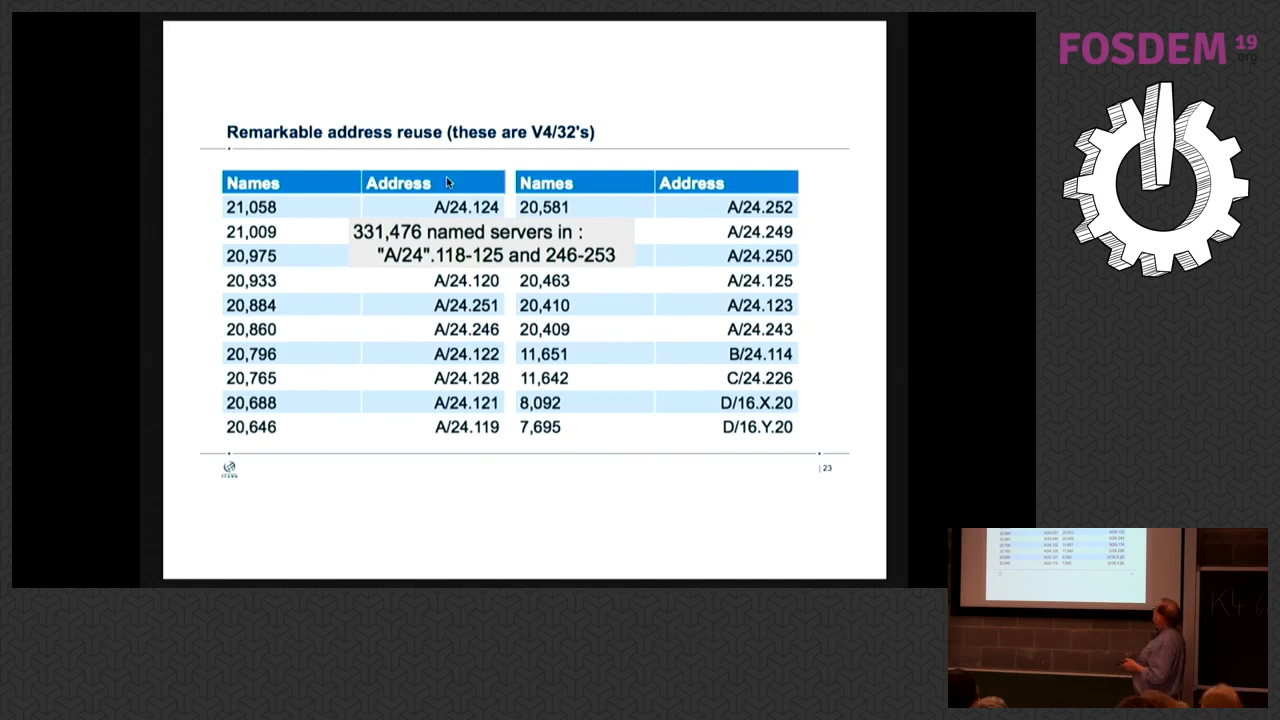 FOSDEM 19
.org
Remarkable address reuse (these are V4/32's)
Names Address Names Address
21,058 A/24.124 20,581 A/24.252
21,009 A/24.249
20,975 A/24.250
331,476 named servers in :
"A/24".118-125 and 246-253
20,933 A/24.120 20,463 A/24.125
20,884 A/24.251 20,410 A/24.123
20,860 A/24.246 20,409 A/24.243
20,796 A/24.122 11,651 B/24.114
20,765 A/24.128 11,642 C/24.226
20,688 A/24.121 8,092 D/16.X.20
20,646 A/24.119 7,695 D/16.Y.20
ICANN
| 23
K4